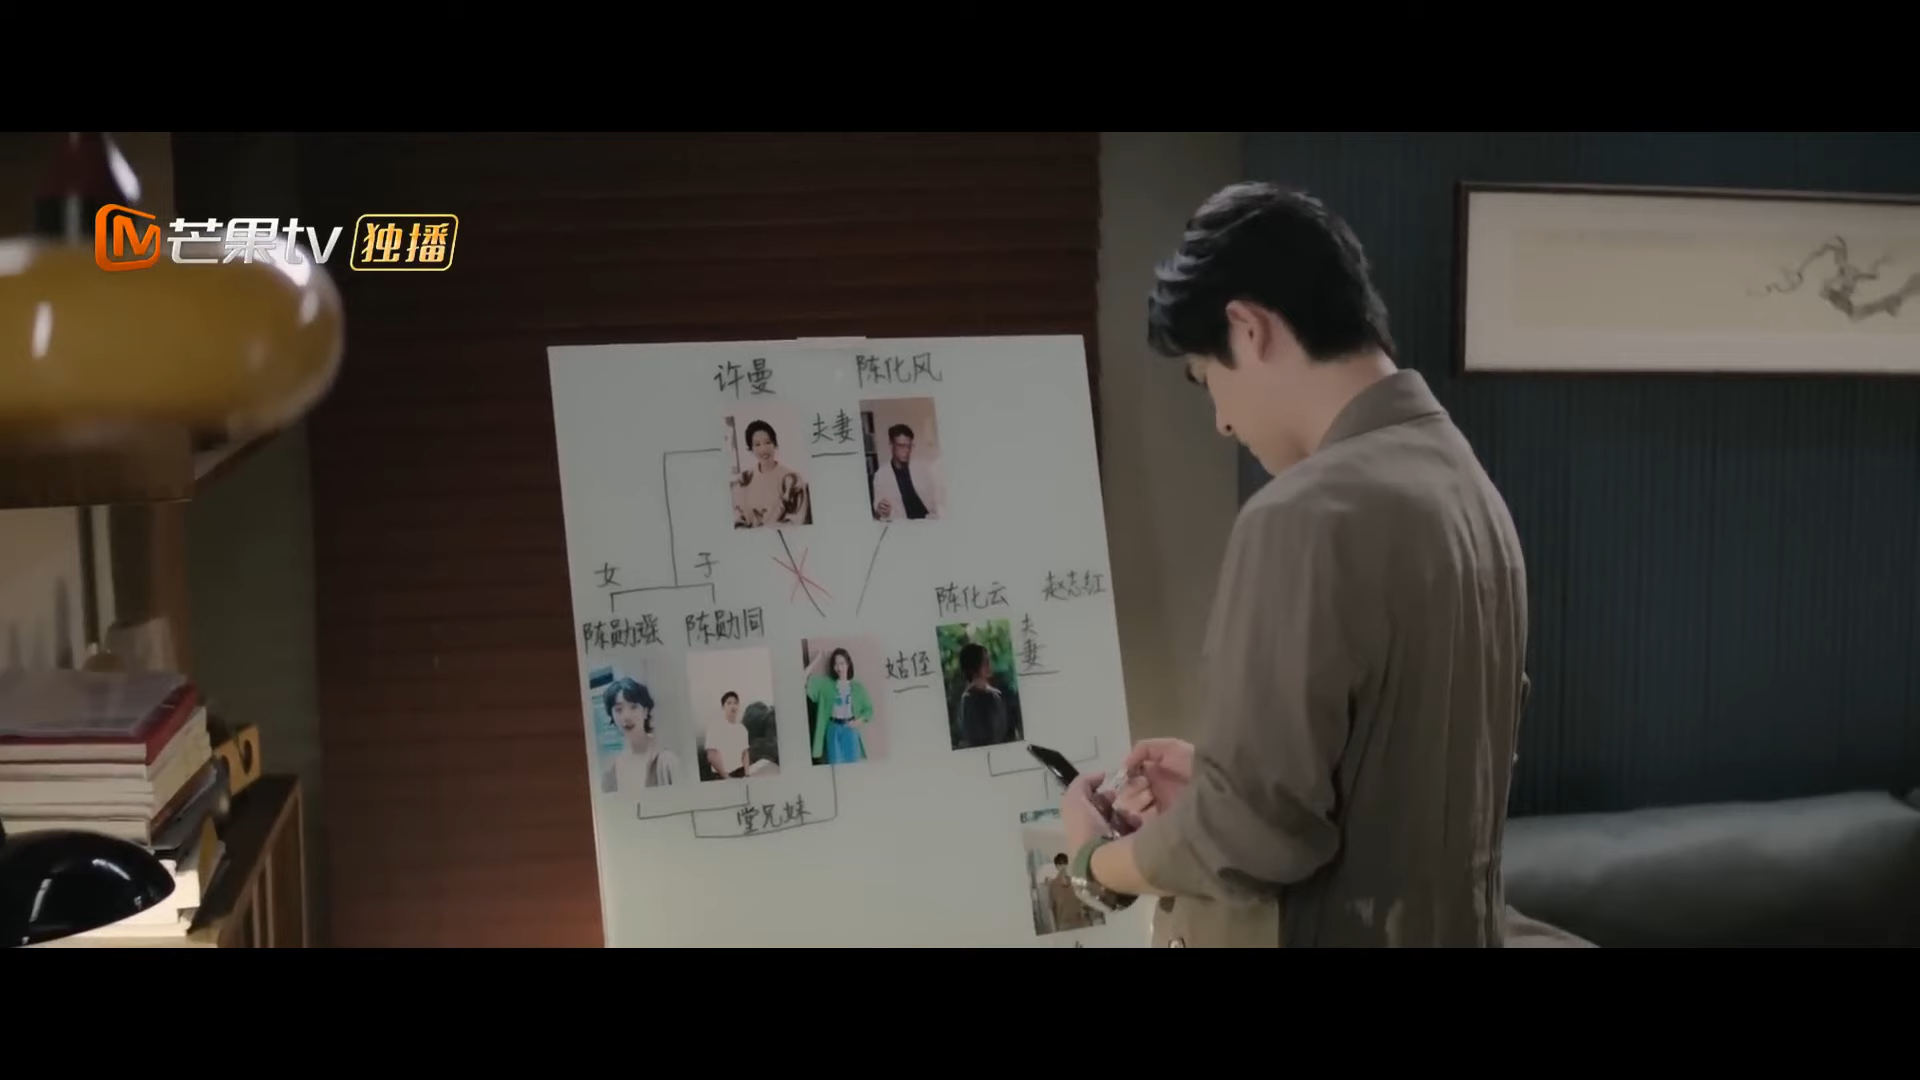 芒果tv 独播
许曼
陈化风
夫妻
女
子
陈勋瑶
陈勋同
陈化云
赵志红
姑侄
夫妻
堂兄妹